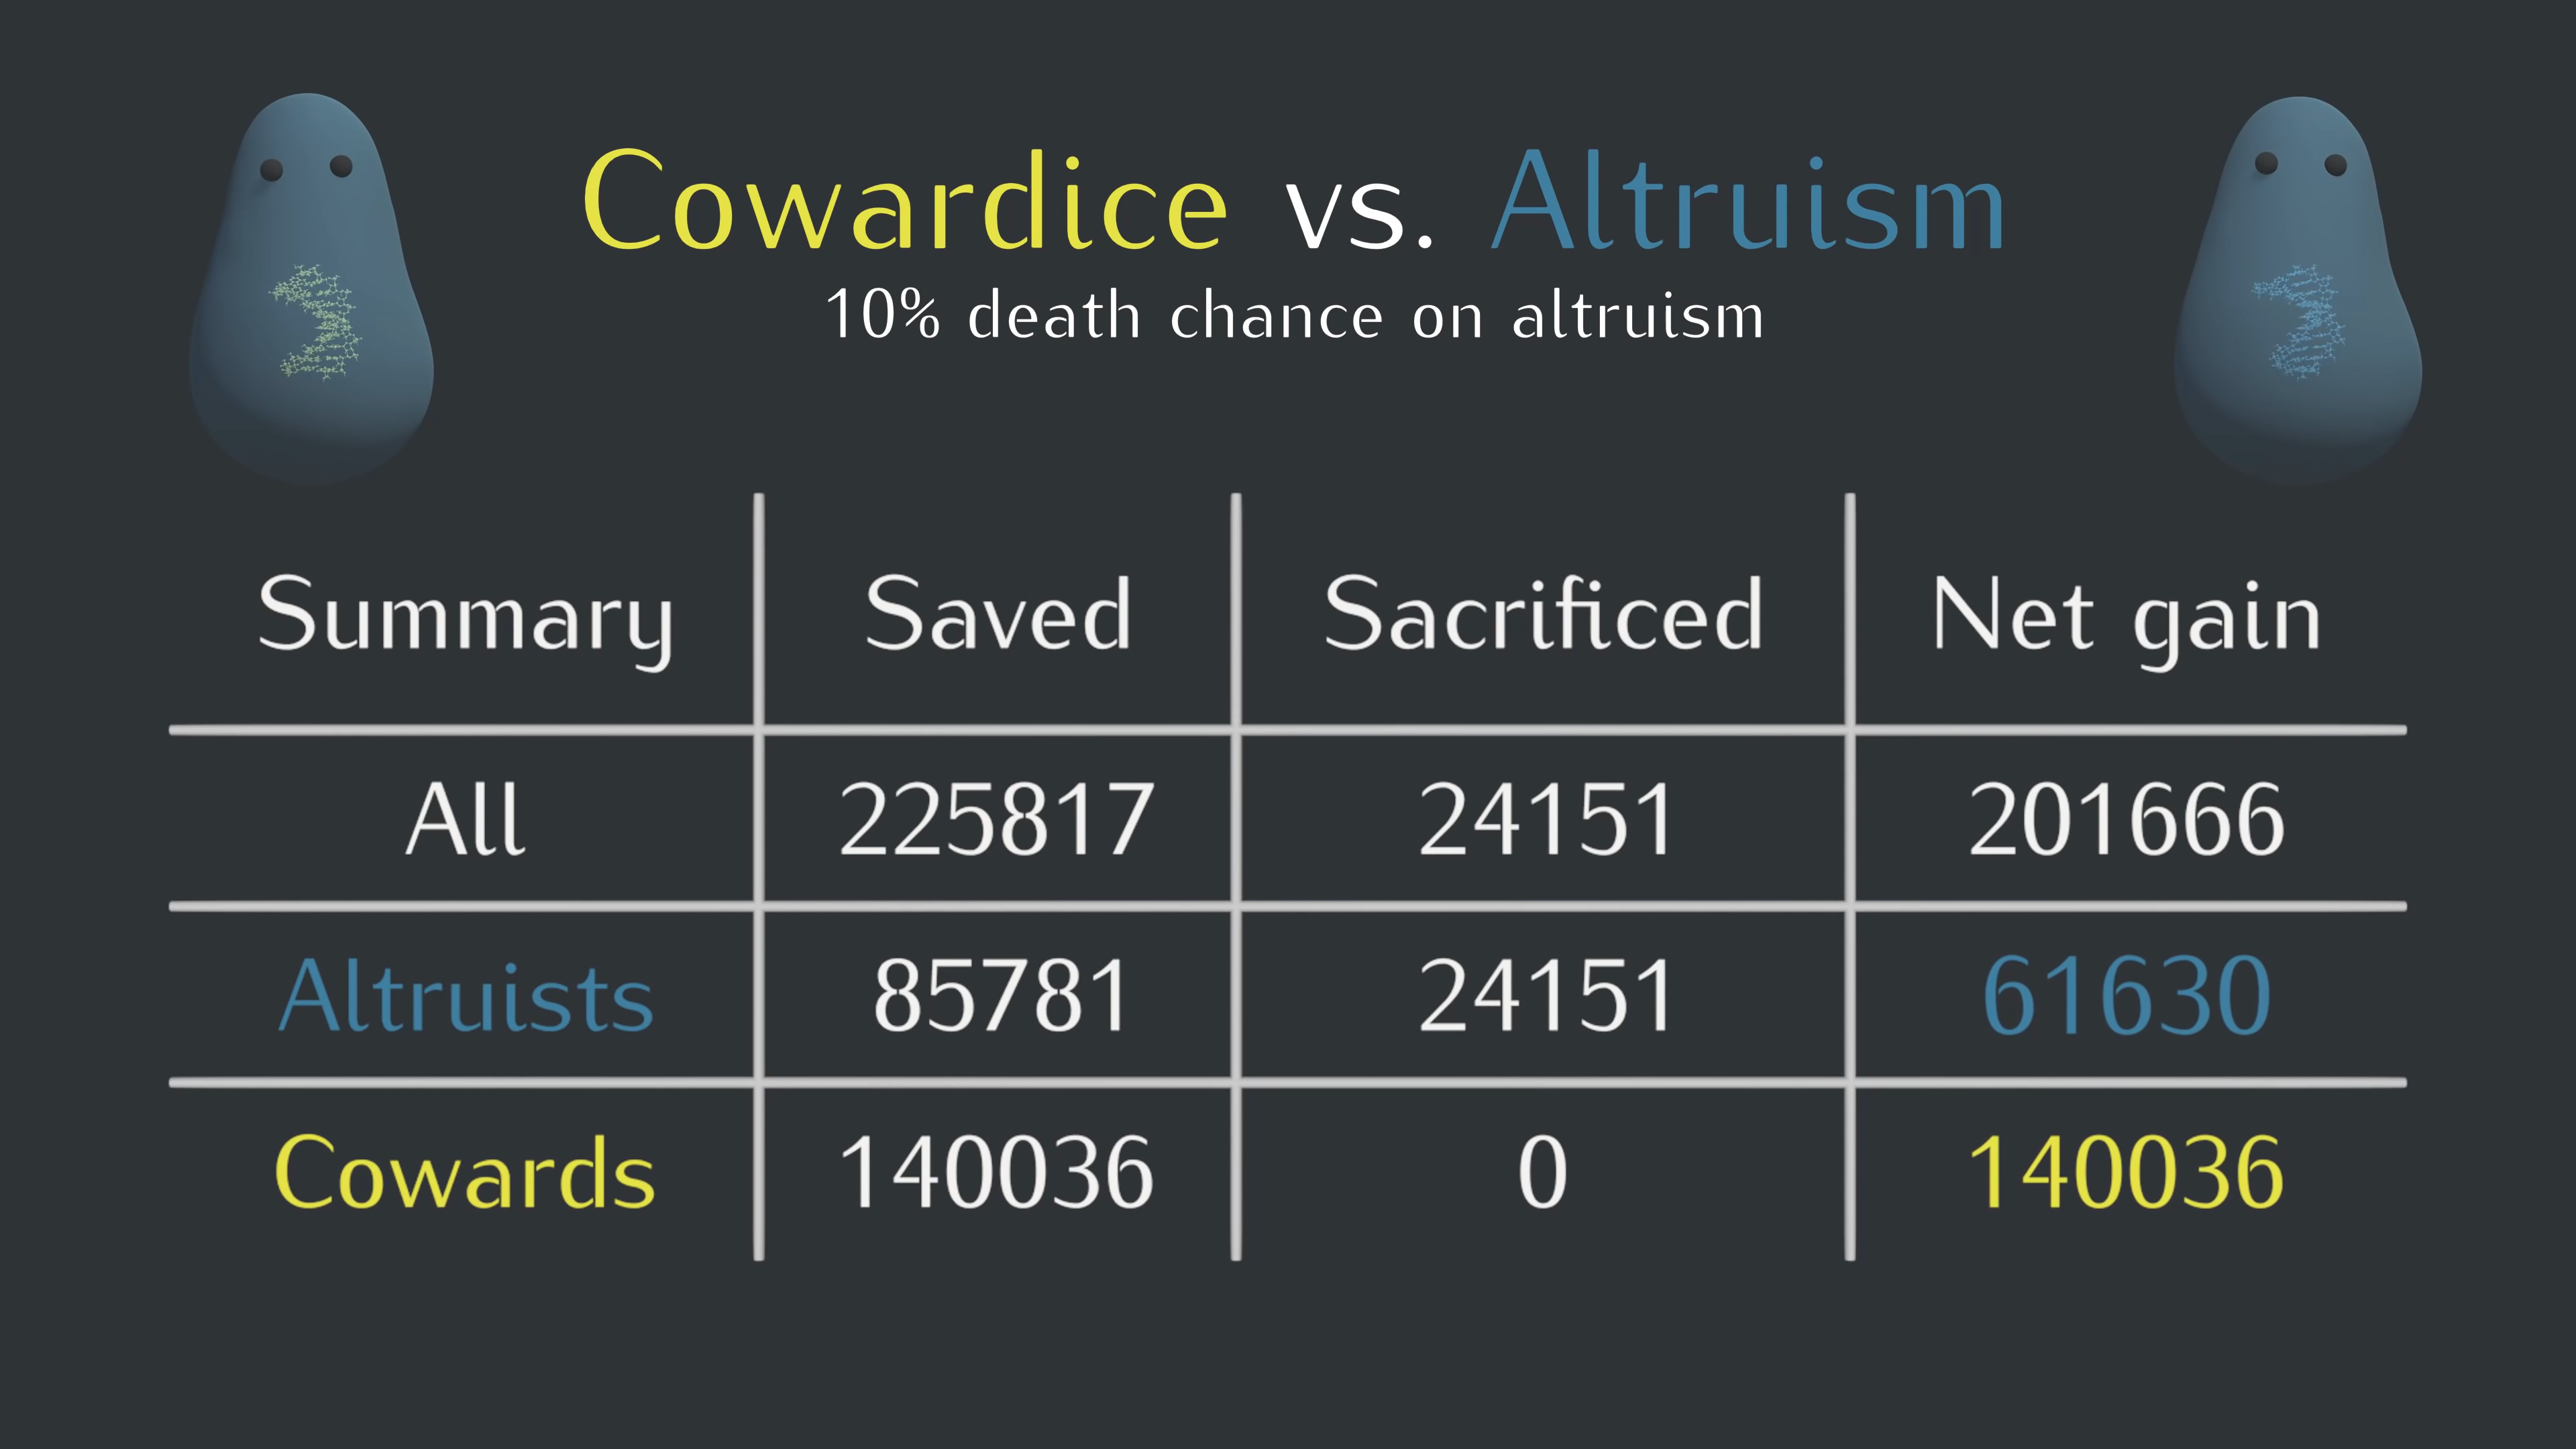 Cowardice vs. Altruism
10% death chance on altruism
Summary Saved Sacrificed Net gain
All 225817 24151 201666
Altruists 85781 24151 61630
Cowards 140036 0 140036